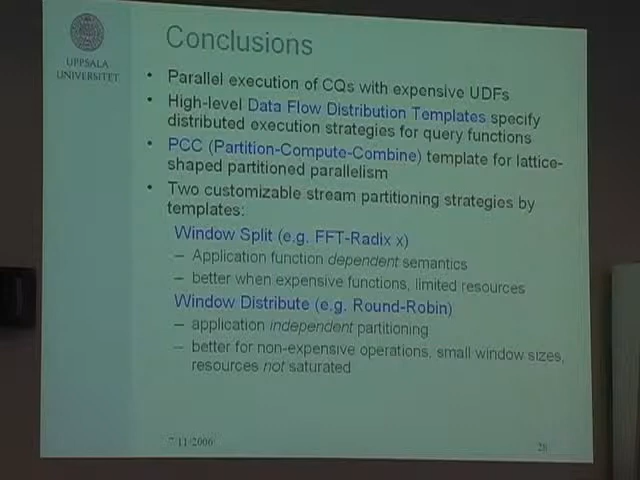 UPPSALA
UNIVERSITET
Conclusions
• Parallel execution of CQs with expensive UDFs
• High-level Data Flow Distribution Templates specify
distributed execution strategies for query functions
• PCC (Partition-Compute-Combine) template for lattice-
shaped partitioned parallelism
• Two customizable stream partitioning strategies by
templates:
Window Split (e.g. FFT-Radix x)
– Application function dependent semantics
– better when expensive functions, limited resources
Window Distribute (e.g. Round-Robin)
– application independent partitioning
– better for non-expensive operations, small window sizes,
resources not saturated
7/11/2006
28